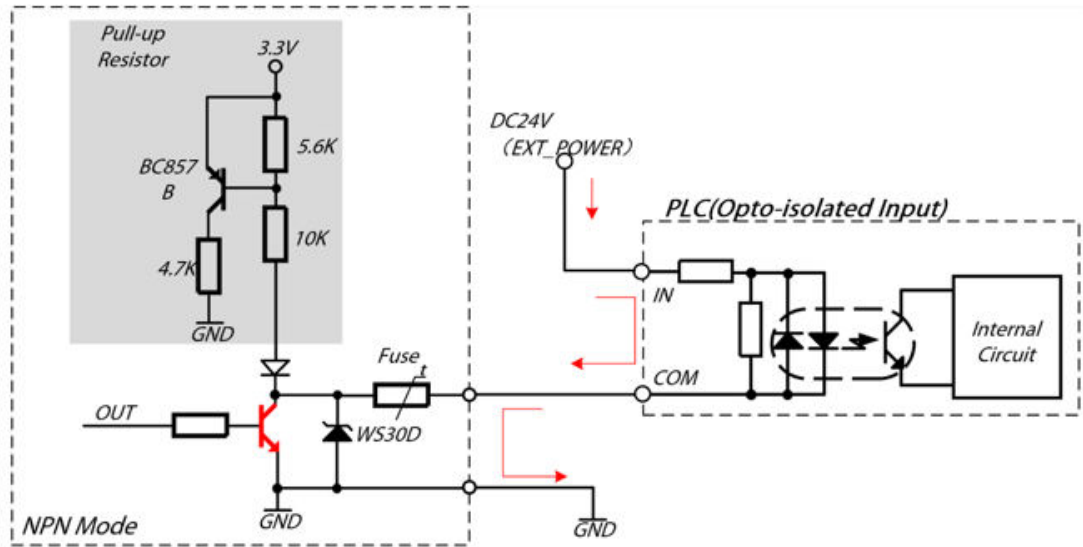 Pull-up
Resistor
3.3V
5.6K
BC857
B
10K
4.7K
GND
DC24V
(EXT_POWER)
PLC(Opto-isolated Input)
IN
Internal
Circuit
Fuse
t
COM
OUT
WS30D
GND
GND
NPN Mode